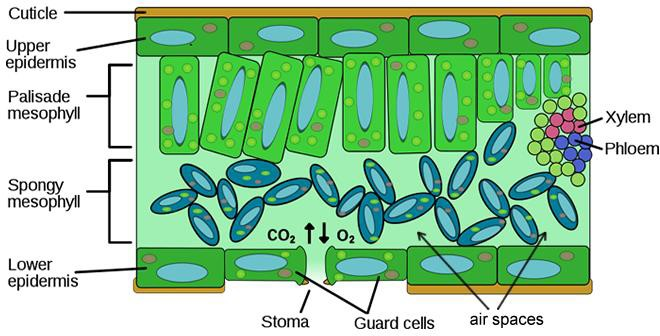 Cuticle
Upper
epidermis
Palisade
mesophyll
Xylem
Phloem
Spongy
mesophyll
CO₂ ↑↓ O₂
Lower
epidermis
Stoma
Guard cells
air spaces